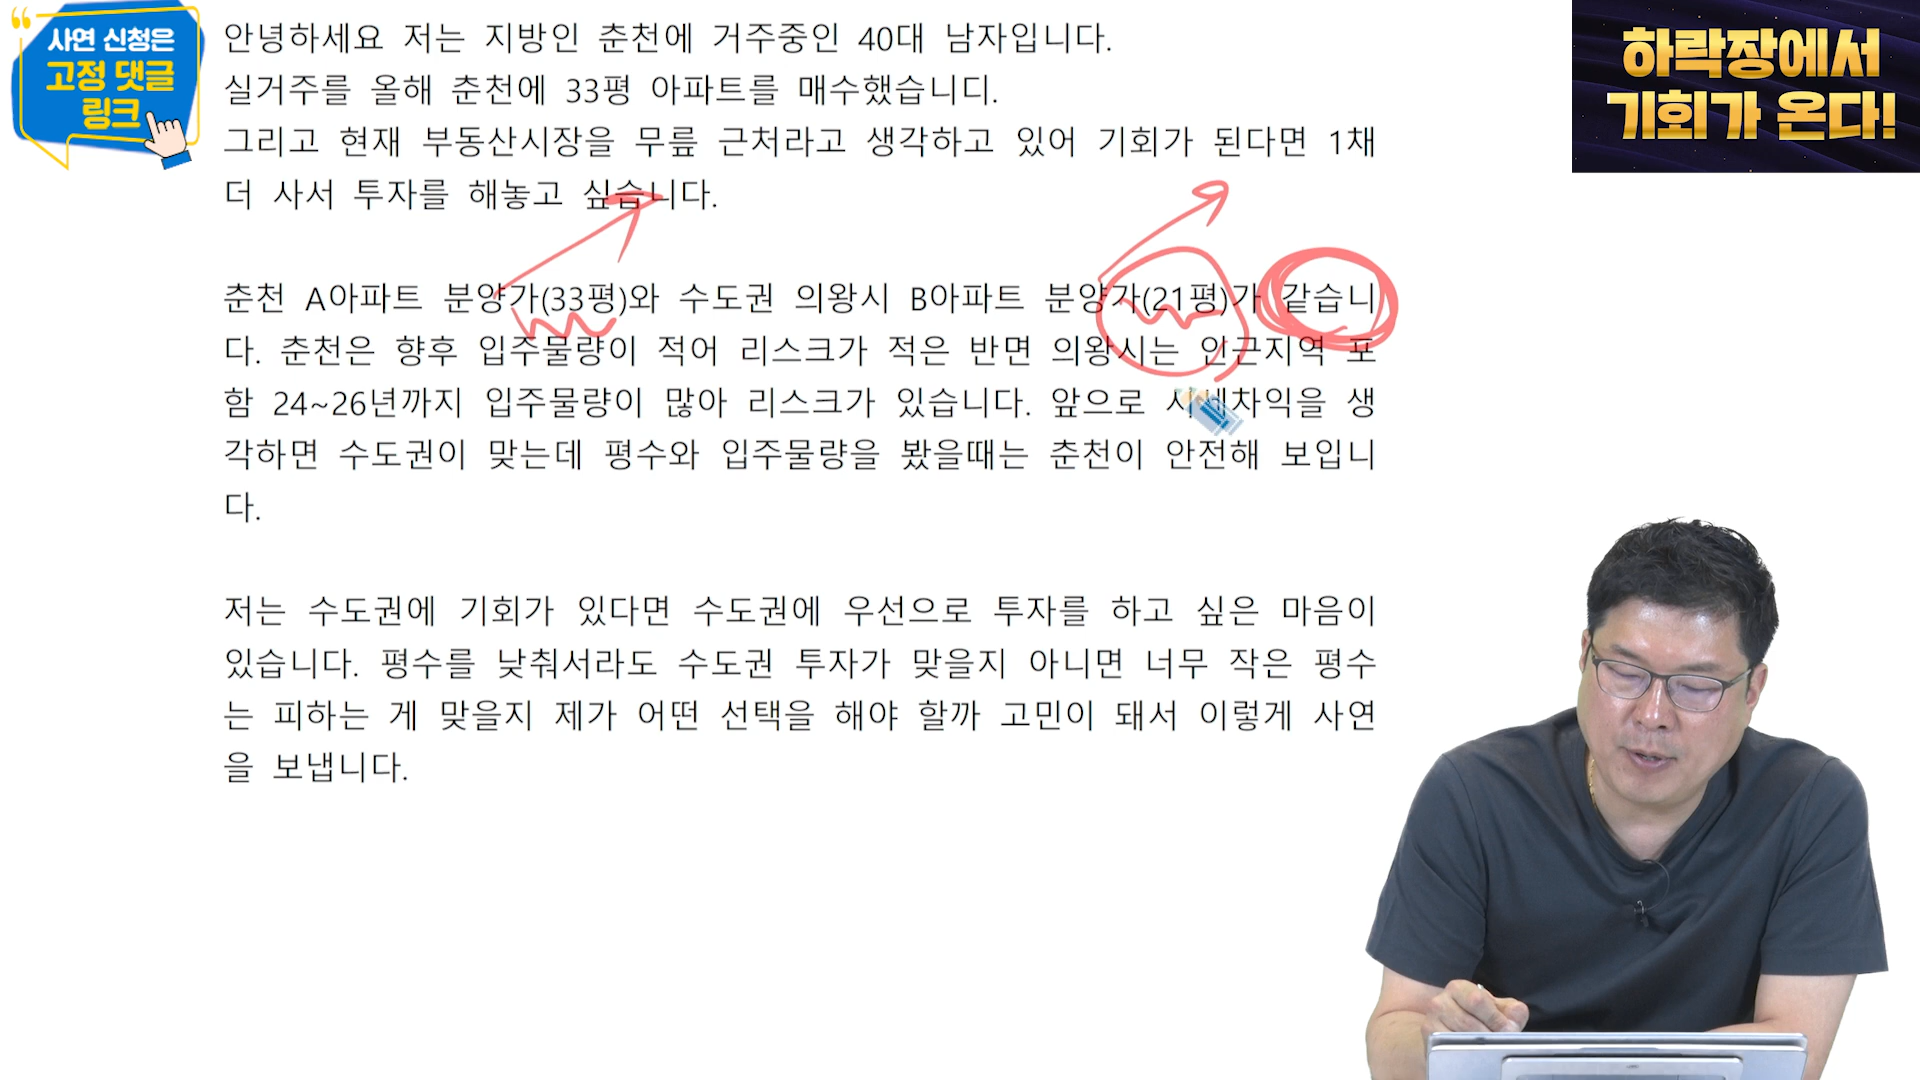 사연 신청은
고정 댓글
링크
안녕하세요 저는 지방인 춘천에 거주중인 40대 남자입니다.
실거주를 올해 춘천에 33평 아파트를 매수했습니디.
그리고 현재 부동산시장을 무릎 근처라고 생각하고 있어 기회가 된다면 1채
더 사서 투자를 해놓고 싶습니다.
춘천 A아파트 분양가(33평)와 수도권 의왕시 B아파트 분양가(21평)가 같습니
다. 춘천은 향후 입주물량이 적어 리스크가 적은 반면 의왕시는 인근지역 포
함 24~26년까지 입주물량이 많아 리스크가 있습니다. 앞으로 시세차익을 생
각하면 수도권이 맞는데 평수와 입주물량을 봤을때는 춘천이 안전해 보입니
다.
저는 수도권에 기회가 있다면 수도권에 우선으로 투자를 하고 싶은 마음이
있습니다. 평수를 낮춰서라도 수도권 투자가 맞을지 아니면 너무 작은 평수
는 피하는 게 맞을지 제가 어떤 선택을 해야 할까 고민이 돼서 이렇게 사연
을 보냅니다.
하락장에서
기회가 온다!